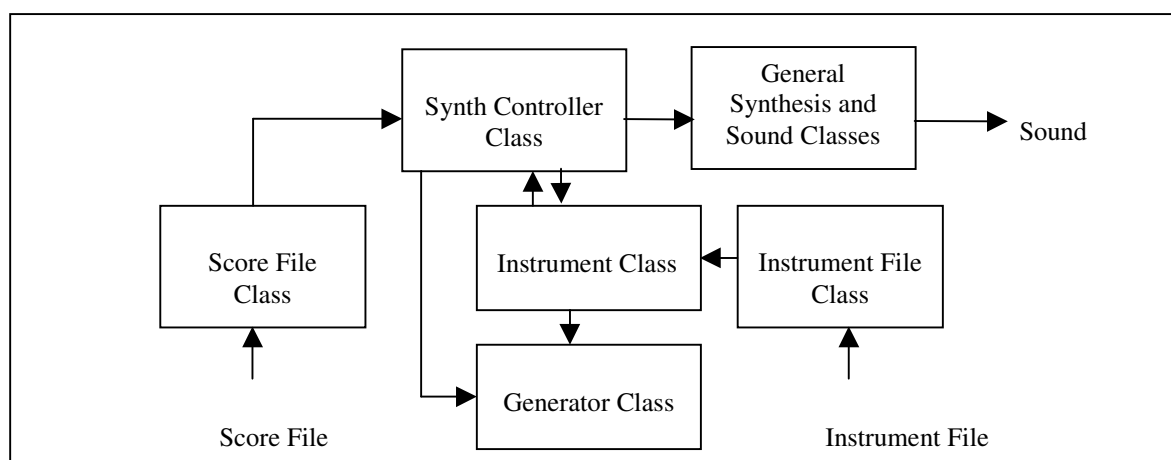 Synth Controller
Class
General
Synthesis and
Sound Classes
Sound
Score File
Class
Instrument Class
Instrument File
Class
Generator Class
Score File
Instrument File